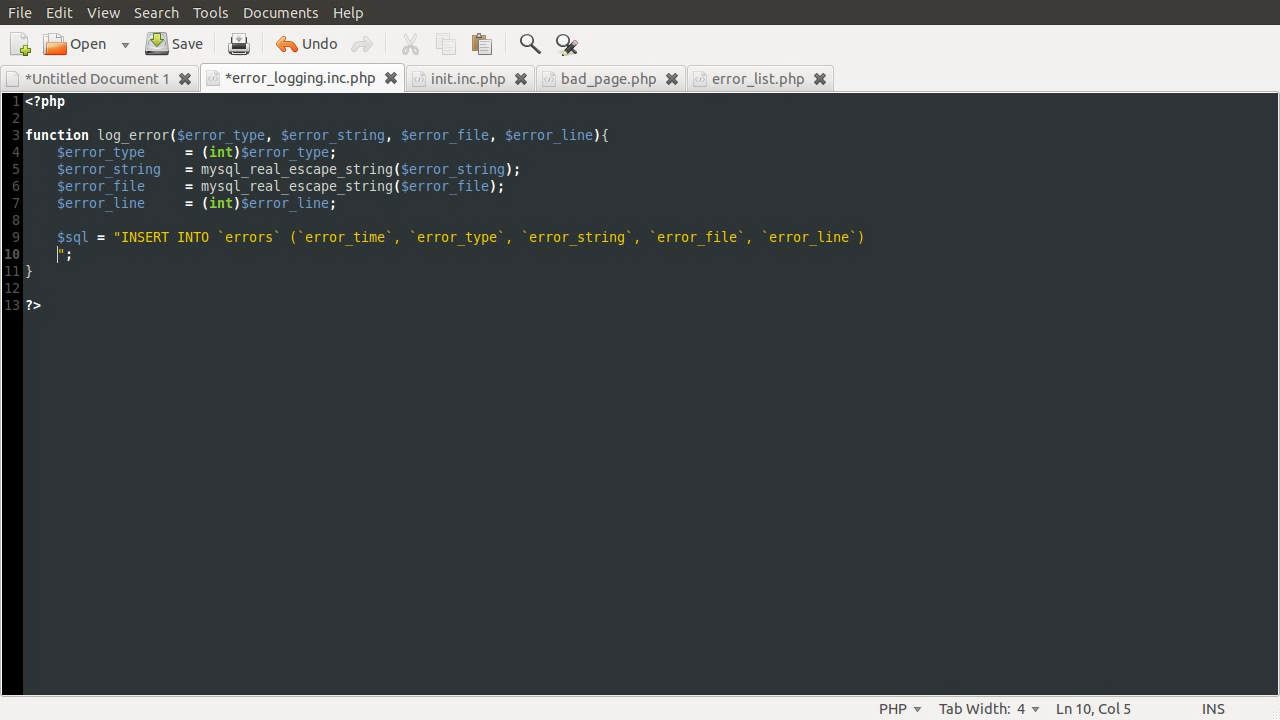 File Edit View Search Tools Documents Help
Open Save Undo
*Untitled Document 1 *error_logging.inc.php init.inc.php bad_page.php error_list.php
1 <?php
2
3 function log_error($error_type, $error_string, $error_file, $error_line){
4     $error_type     = (int)$error_type;
5     $error_string   = mysql_real_escape_string($error_string);
6     $error_file     = mysql_real_escape_string($error_file);
7     $error_line     = (int)$error_line;
8
9     $sql = "INSERT INTO `errors` (`error_time`, `error_type`, `error_string`, `error_file`, `error_line`)
10     ";
11 }
12
13 ?>
PHP Tab Width: 4 Ln 10, Col 5 INS